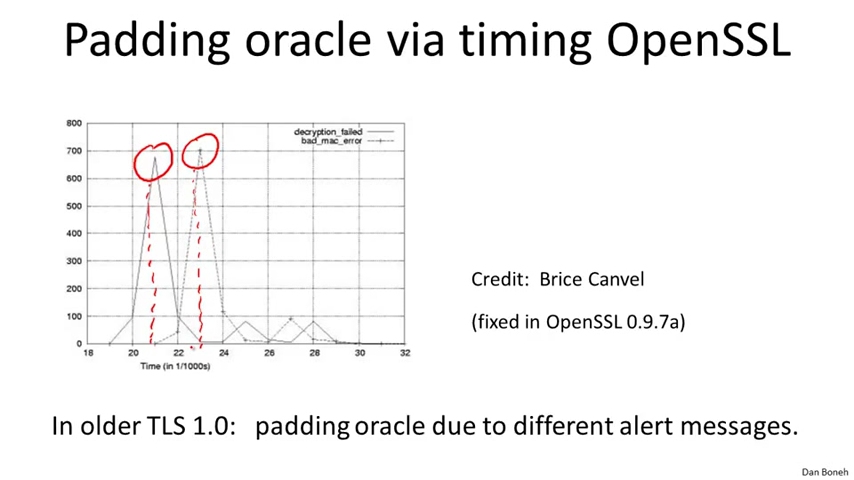 Padding oracle via timing OpenSSL
800
700
600
500
400
300
200
100
0
decryption_failed
bad_mac_error
18 20 22 24 26 28 30 32
Time (in 1/1000s)
Credit: Brice Canvel
(fixed in OpenSSL 0.9.7a)
In older TLS 1.0: padding oracle due to different alert messages.
Dan Boneh